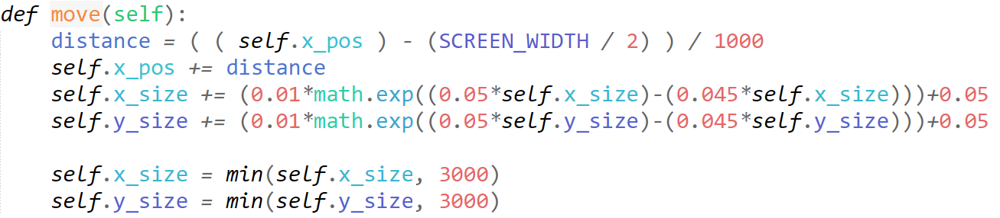 def move(self):
    distance = ( ( self.x_pos ) - (SCREEN_WIDTH / 2) ) / 1000
    self.x_pos += distance
    self.x_size += (0.01*math.exp((0.05*self.x_size)-(0.045*self.x_size)))+0.05
    self.y_size += (0.01*math.exp((0.05*self.y_size)-(0.045*self.y_size)))+0.05

    self.x_size = min(self.x_size, 3000)
    self.y_size = min(self.y_size, 3000)